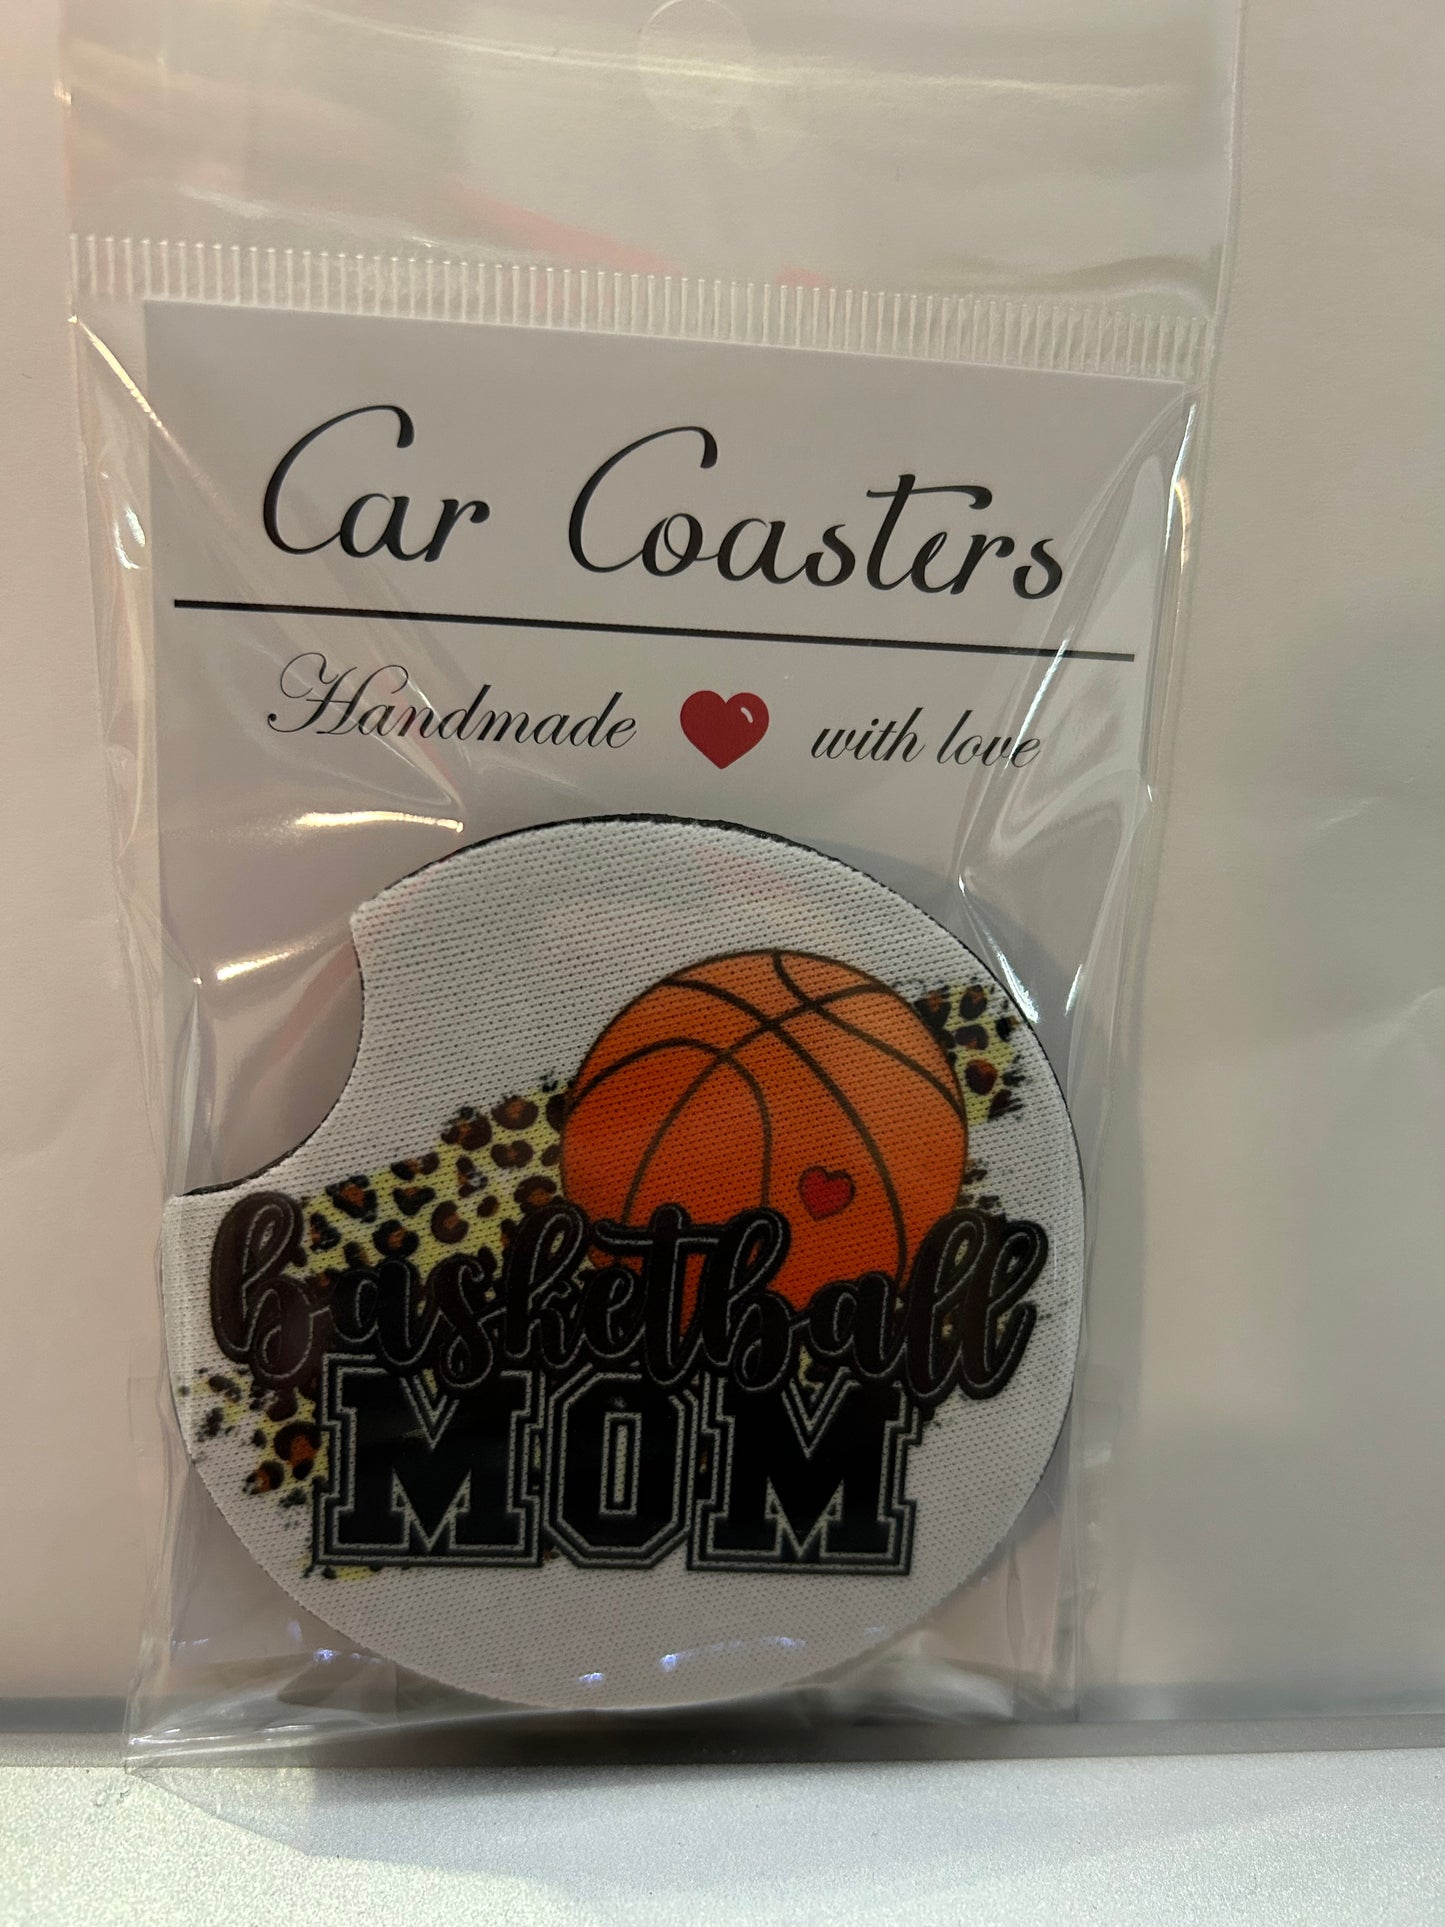 Car Coasters
Handmade with love
basketball
MOM